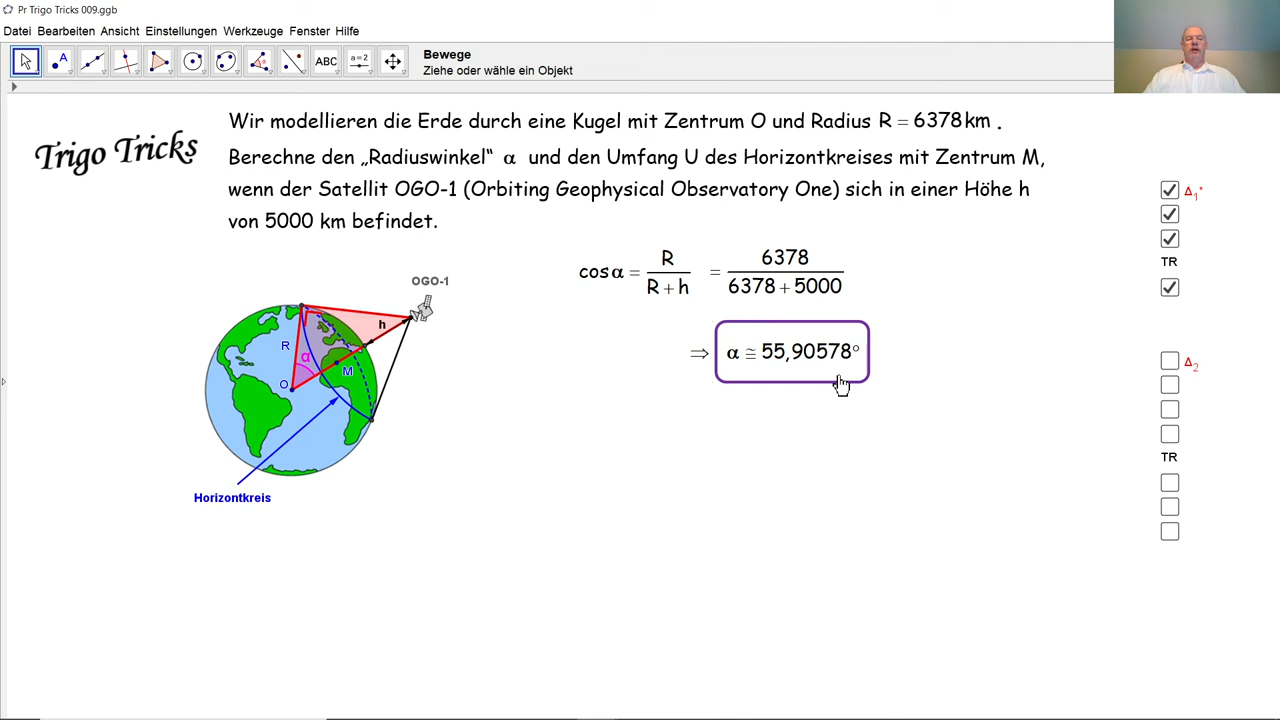 Pr Trigo Tricks 009.ggb
Datei Bearbeiten Ansicht Einstellungen Werkzeuge Fenster Hilfe
A
ABC
a=2
Bewege
Ziehe oder wähle ein Objekt
Trigo Tricks
Wir modellieren die Erde durch eine Kugel mit Zentrum O und Radius R = 6378 km .
Berechne den „Radiuswinkel“ α und den Umfang U des Horizontkreises mit Zentrum M,
wenn der Satellit OGO-1 (Orbiting Geophysical Observatory One) sich in einer Höhe h
von 5000 km befindet.
cos α = R / (R + h) = 6378 / (6378 + 5000)
⇒ α ≅ 55,90578°
OGO-1
h
R
α
M
O
Horizontkreis
Δ₁*
TR
Δ₂
TR